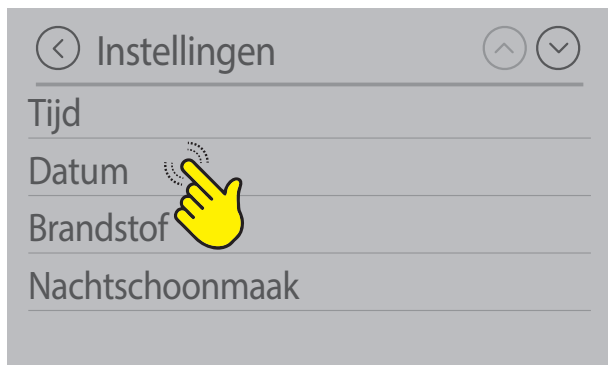 Instellingen
Tijd
Datum
Brandstof
Nachtschoonmaak